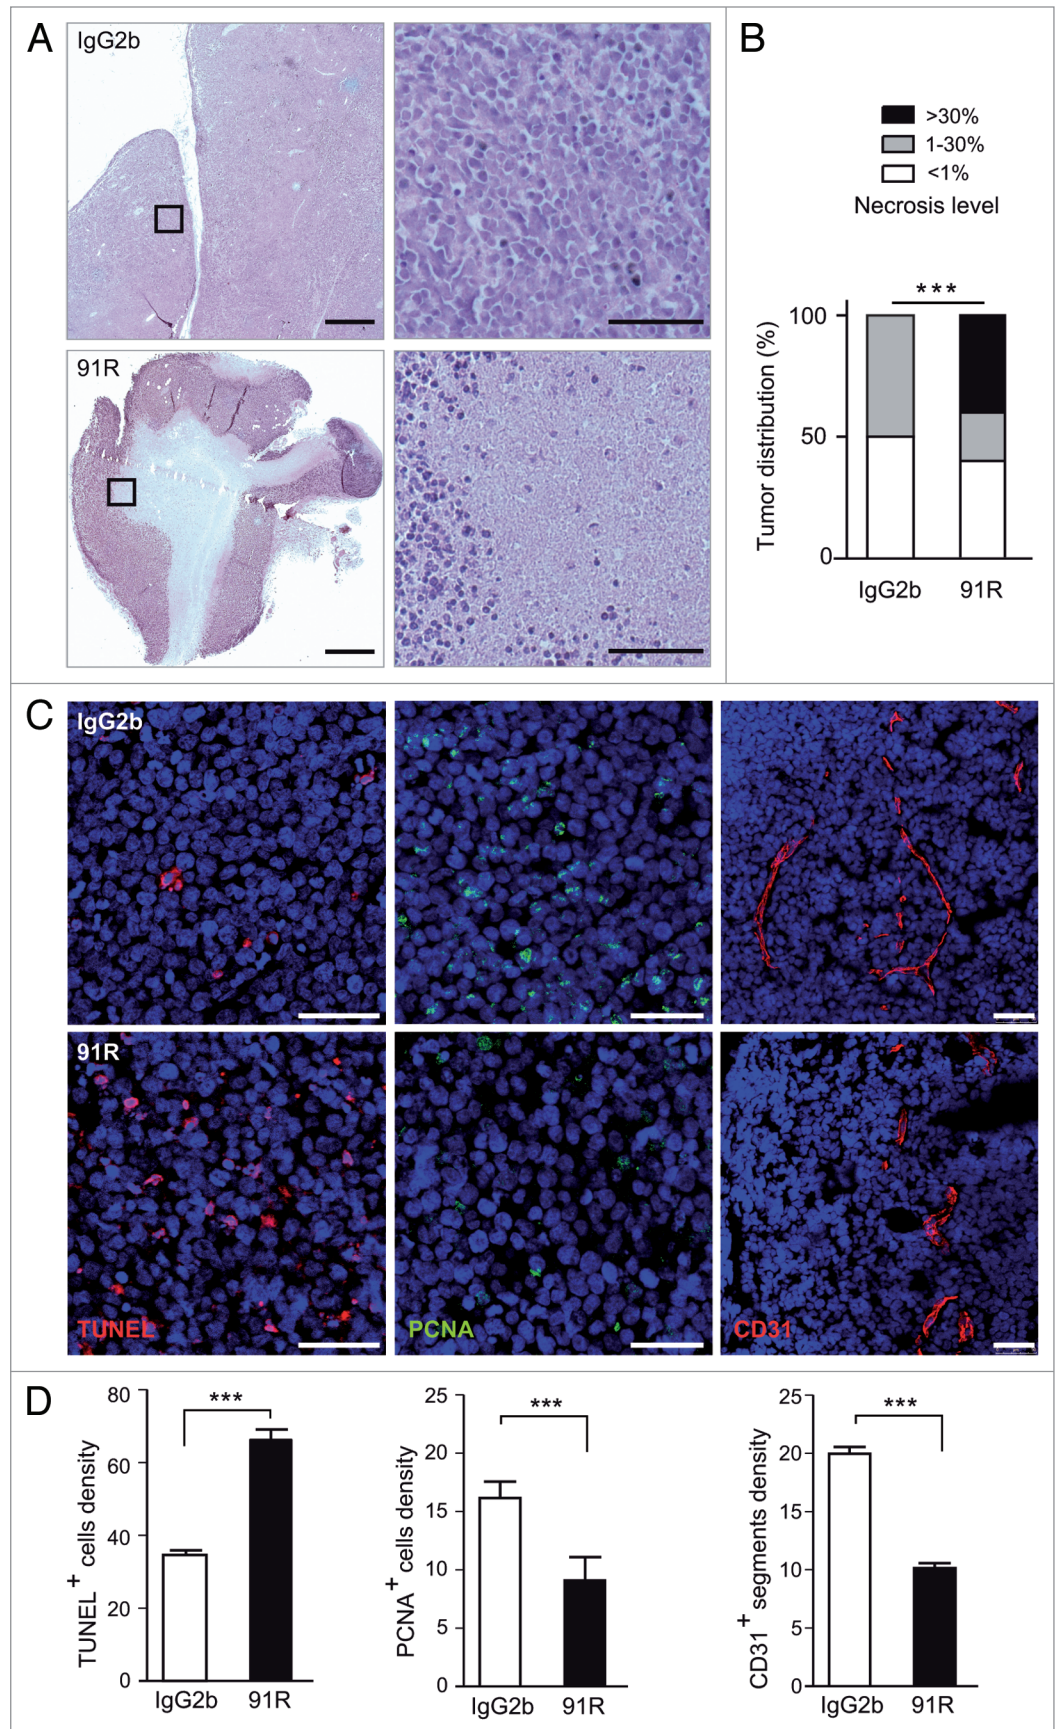 A
IgG2b
91R
B
>30%
1-30%
<1%
Necrosis level
***
Tumor distribution (%)
100
50
0
IgG2b
91R
C
IgG2b
91R
TUNEL
PCNA
CD31
D
TUNEL+ cells density
80
60
40
20
0
***
IgG2b
91R
PCNA+ cells density
25
20
15
10
5
0
***
IgG2b
91R
CD31+ segments density
25
20
15
10
5
0
***
IgG2b
91R